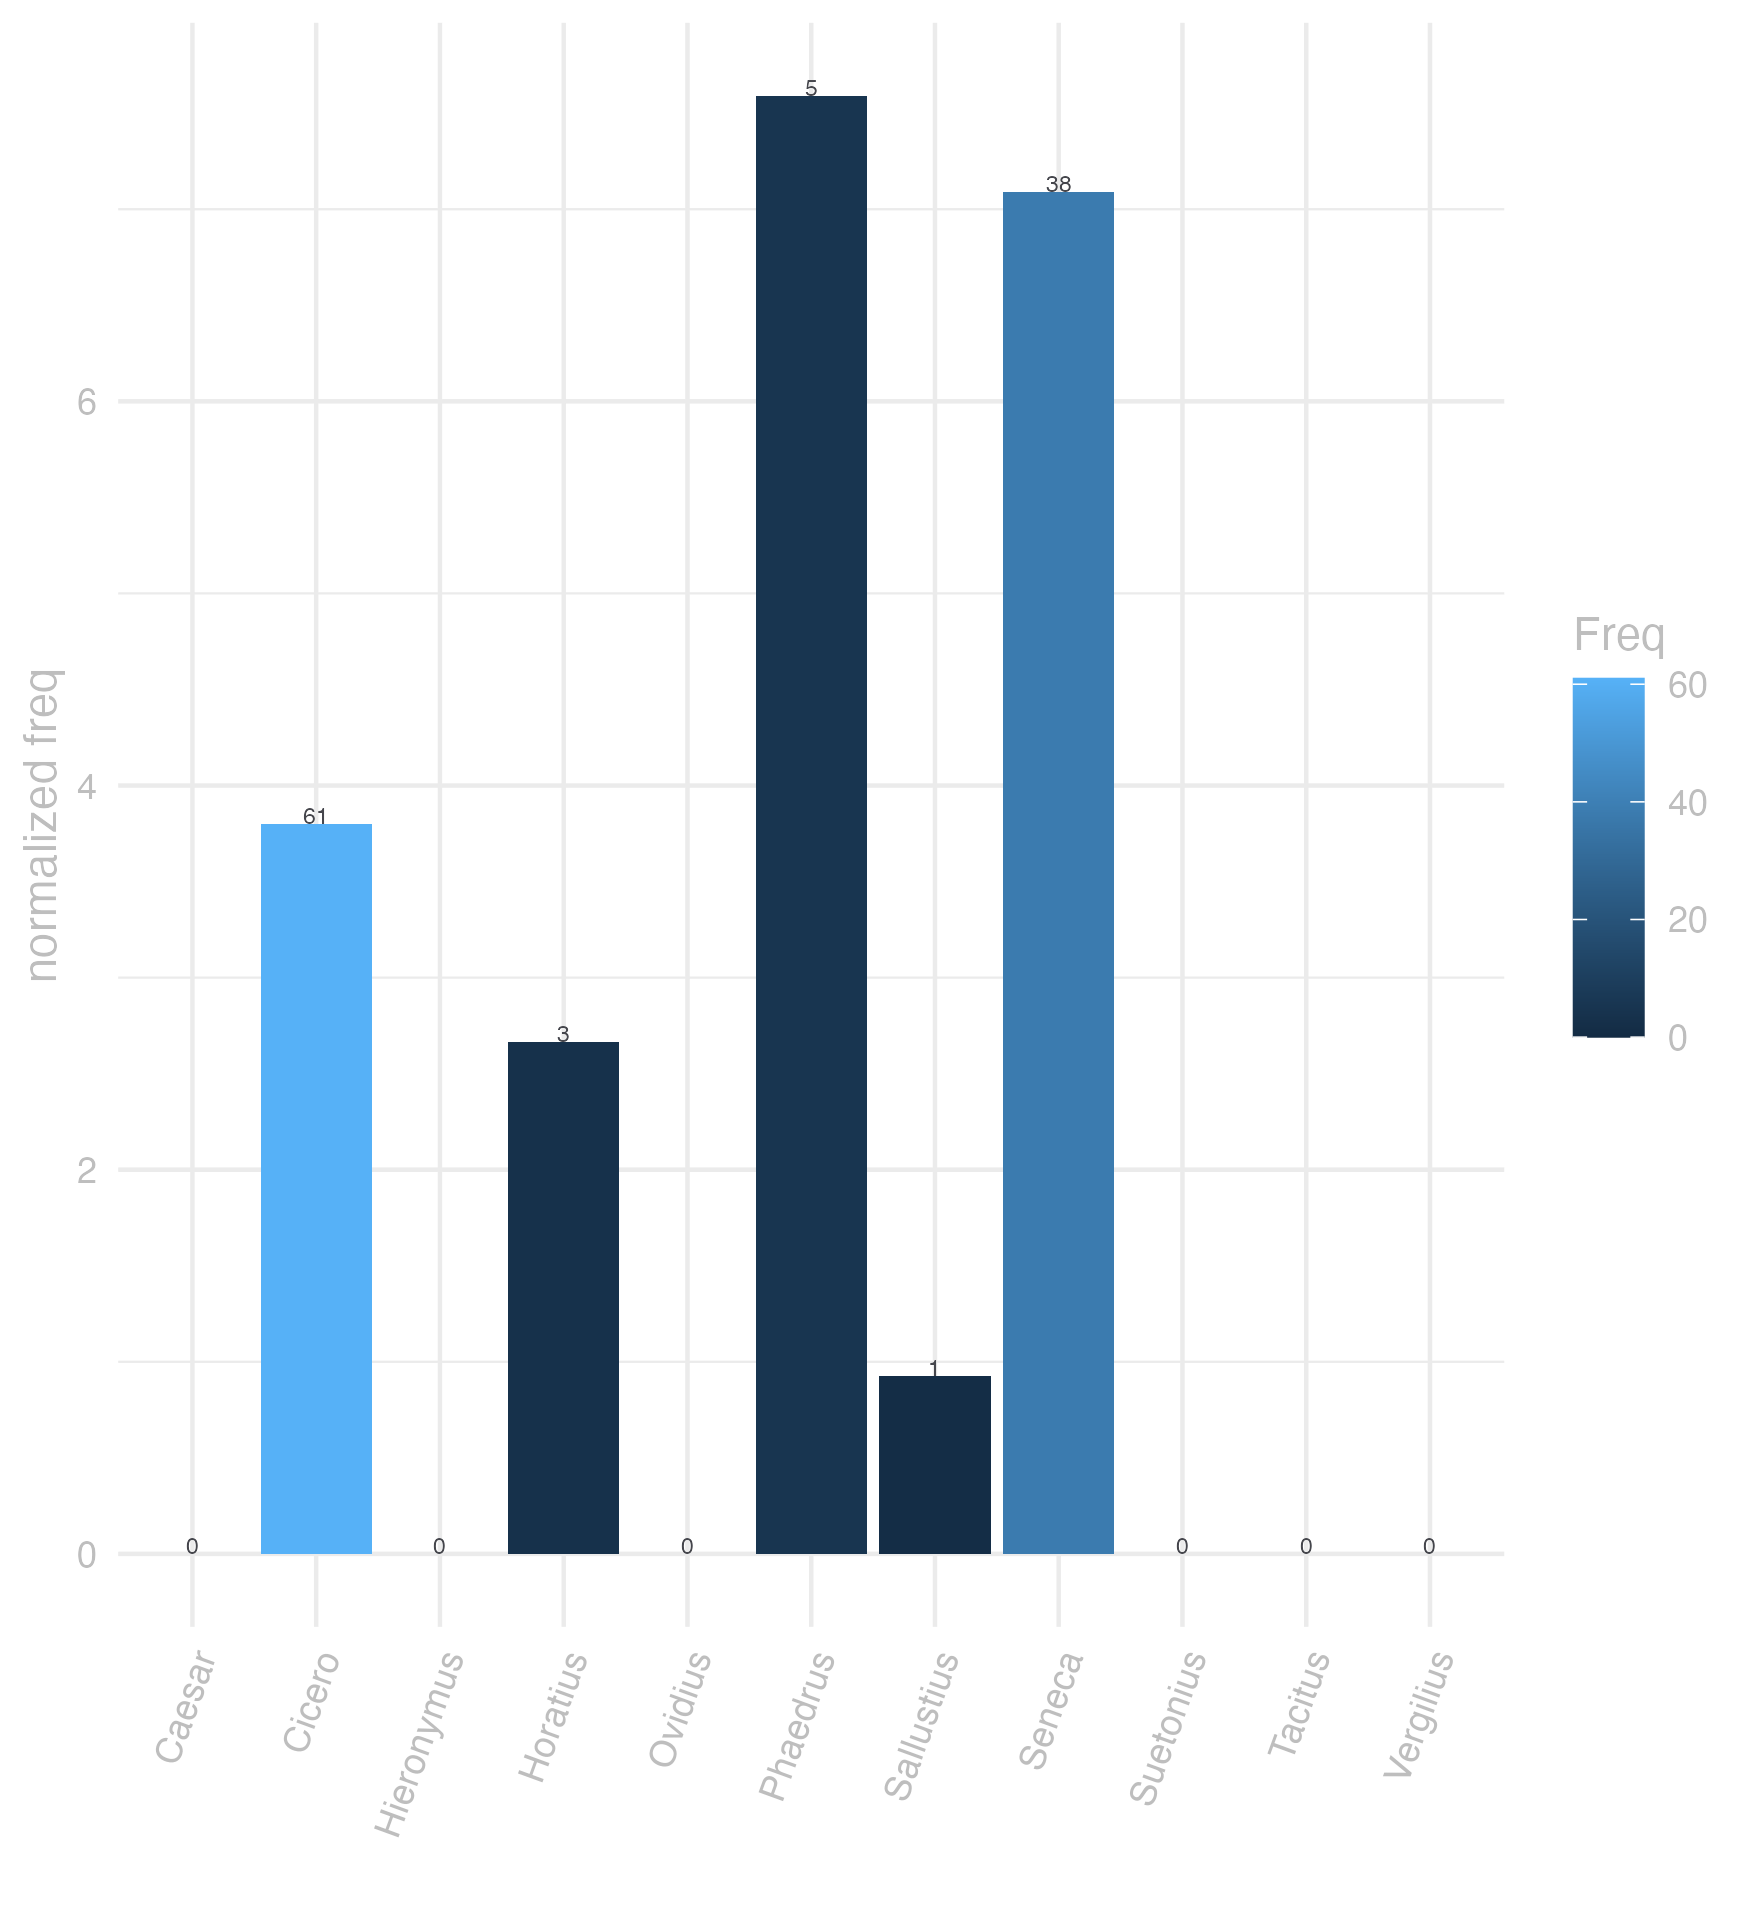 normalized freq
6
4
2
0
5
38
61
3
1
0
0
0
0
0
0
Caesar
Cicero
Hieronymus
Horatius
Ovidius
Phaedrus
Sallustius
Seneca
Suetonius
Tacitus
Vergilius
Freq
60
40
20
0